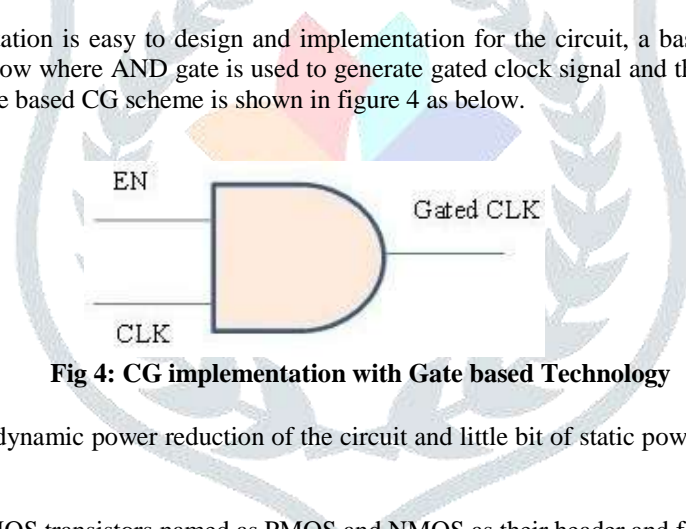 ation is easy to design and implementation for the circuit, a bas
ow where AND gate is used to generate gated clock signal and th
e based CG scheme is shown in figure 4 as below.
EN
Gated CLK
CLK
Fig 4: CG implementation with Gate based Technology
dynamic power reduction of the circuit and little bit of static pow
OS transistors named as PMOS and NMOS as their header and f